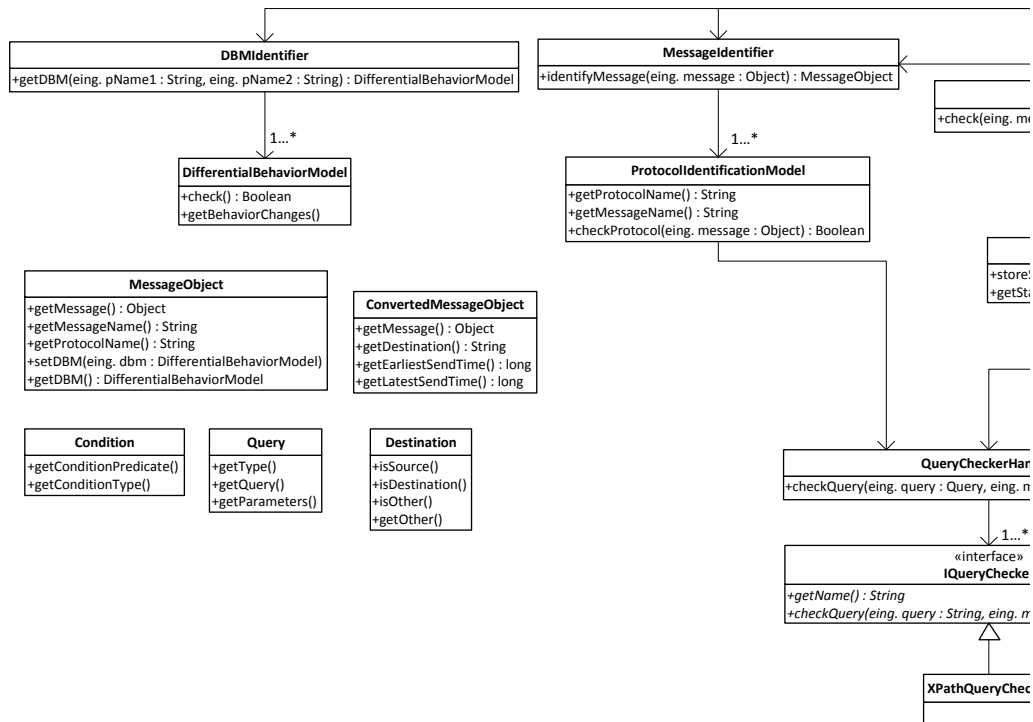 DBMIdentifier
+getDBM(eing. pName1 : String, eing. pName2 : String) : DifferentialBehaviorModel
MessageIdentifier
+identifyMessage(eing. message : Object) : MessageObject
+check(eing. me
1...*
1...*
DifferentialBehaviorModel
+check() : Boolean
+getBehaviorChanges()
ProtocolIdentificationModel
+getProtocolName() : String
+getMessageName() : String
+checkProtocol(eing. message : Object) : Boolean
+storeS
+getSta
MessageObject
+getMessage() : Object
+getMessageName() : String
+getProtocolName() : String
+setDBM(eing. dbm : DifferentialBehaviorModel)
+getDBM() : DifferentialBehaviorModel
ConvertedMessageObject
+getMessage() : Object
+getDestination() : String
+getEarliestSendTime() : long
+getLatestSendTime() : long
Condition
+getConditionPredicate()
+getConditionType()
Query
+getType()
+getQuery()
+getParameters()
Destination
+isSource()
+isDestination()
+isOther()
+getOther()
QueryCheckerHan
+checkQuery(eing. query : Query, eing. m
1...*
«interface»
IQueryChecke
+getName() : String
+checkQuery(eing. query : String, eing. m
XPathQueryChec